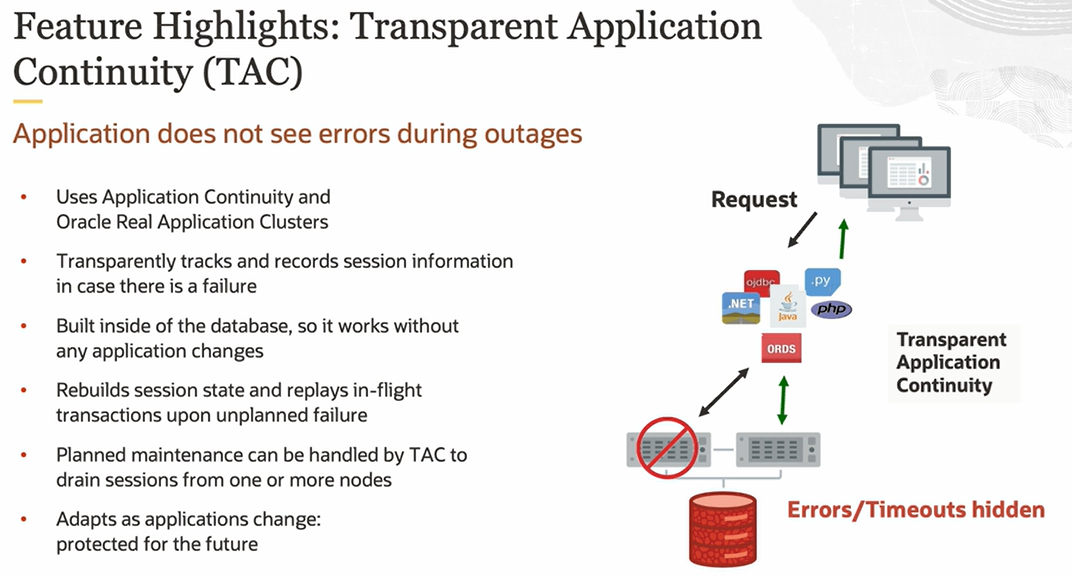 Feature Highlights: Transparent Application
Continuity (TAC)
Application does not see errors during outages
• Uses Application Continuity and
Oracle Real Application Clusters
• Transparently tracks and records session information
in case there is a failure
• Built inside of the database, so it works without
any application changes
• Rebuilds session state and replays in-flight
transactions upon unplanned failure
• Planned maintenance can be handled by TAC to
drain sessions from one or more nodes
• Adapts as applications change:
protected for the future
Request
ojdbc
.py
.NET
Java
php
ORDS
Transparent
Application
Continuity
Errors/Timeouts hidden